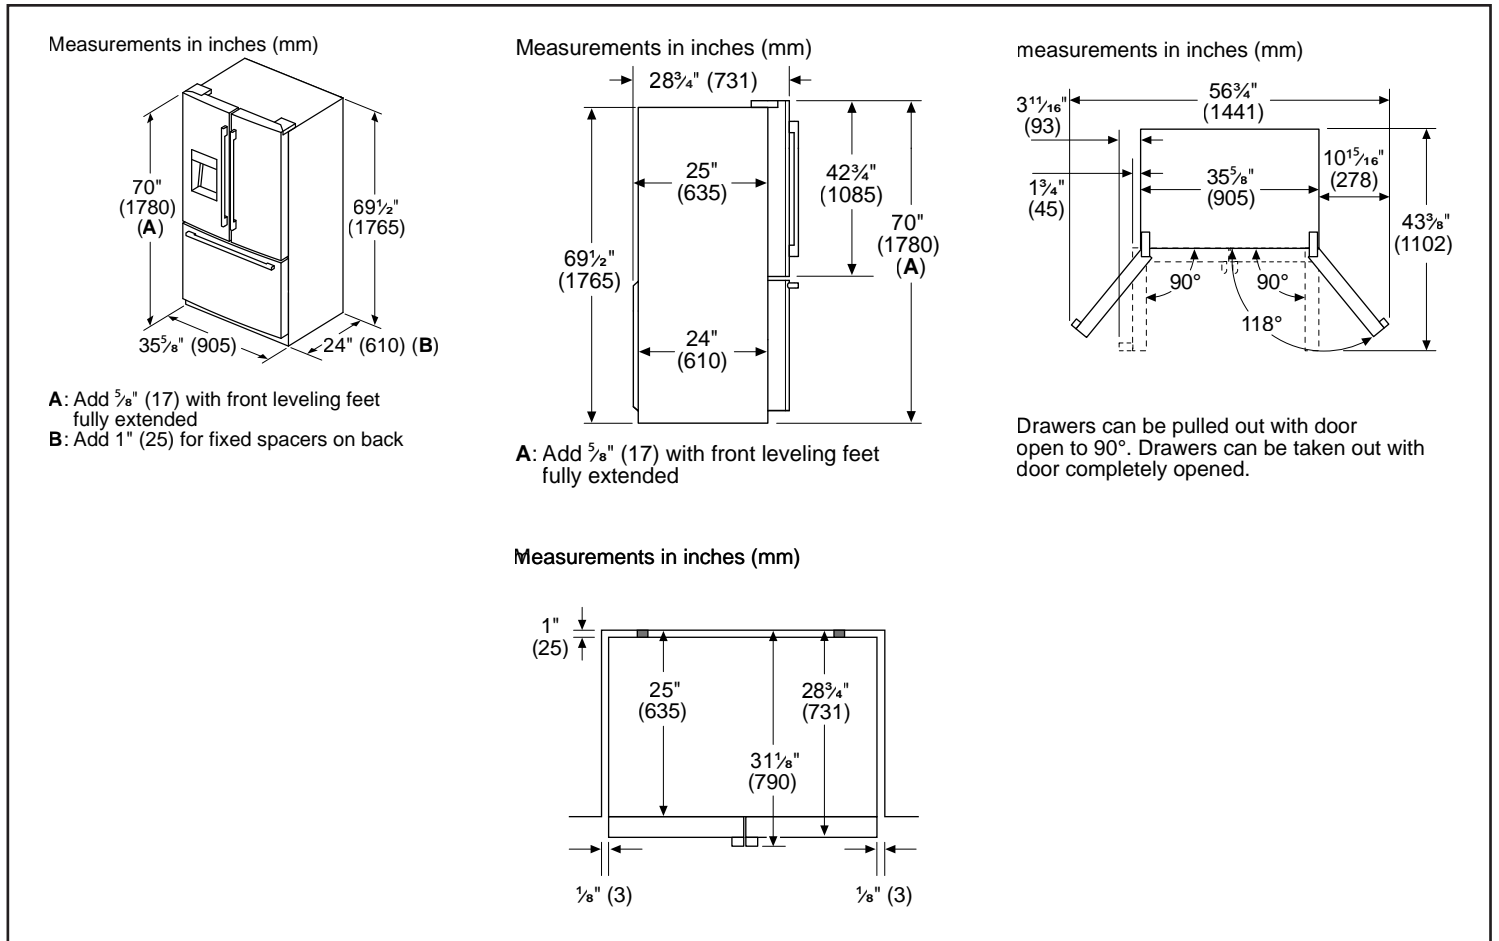 Measurements in inches (mm)
70"
(1780)
(A)
69½"
(1765)
35⅝" (905)
24" (610) (B)
A: Add ⅝" (17) with front leveling feet
fully extended
B: Add 1" (25) for fixed spacers on back
Measurements in inches (mm)
28¾" (731)
25"
(635)
42¾"
(1085)
70"
(1780)
(A)
69½"
(1765)
24"
(610)
A: Add ⅝" (17) with front leveling feet
fully extended
measurements in inches (mm)
56¾"
(1441)
3¹¹⁄₁₆"
(93)
10¹⁵⁄₁₆"
(278)
35⅝"
(905)
1¾"
(45)
43⅜"
(1102)
90°
90°
118°
Drawers can be pulled out with door
open to 90°. Drawers can be taken out with
door completely opened.
Measurements in inches (mm)
1"
(25)
25"
(635)
28¾"
(731)
31⅛"
(790)
⅛" (3)
⅛" (3)